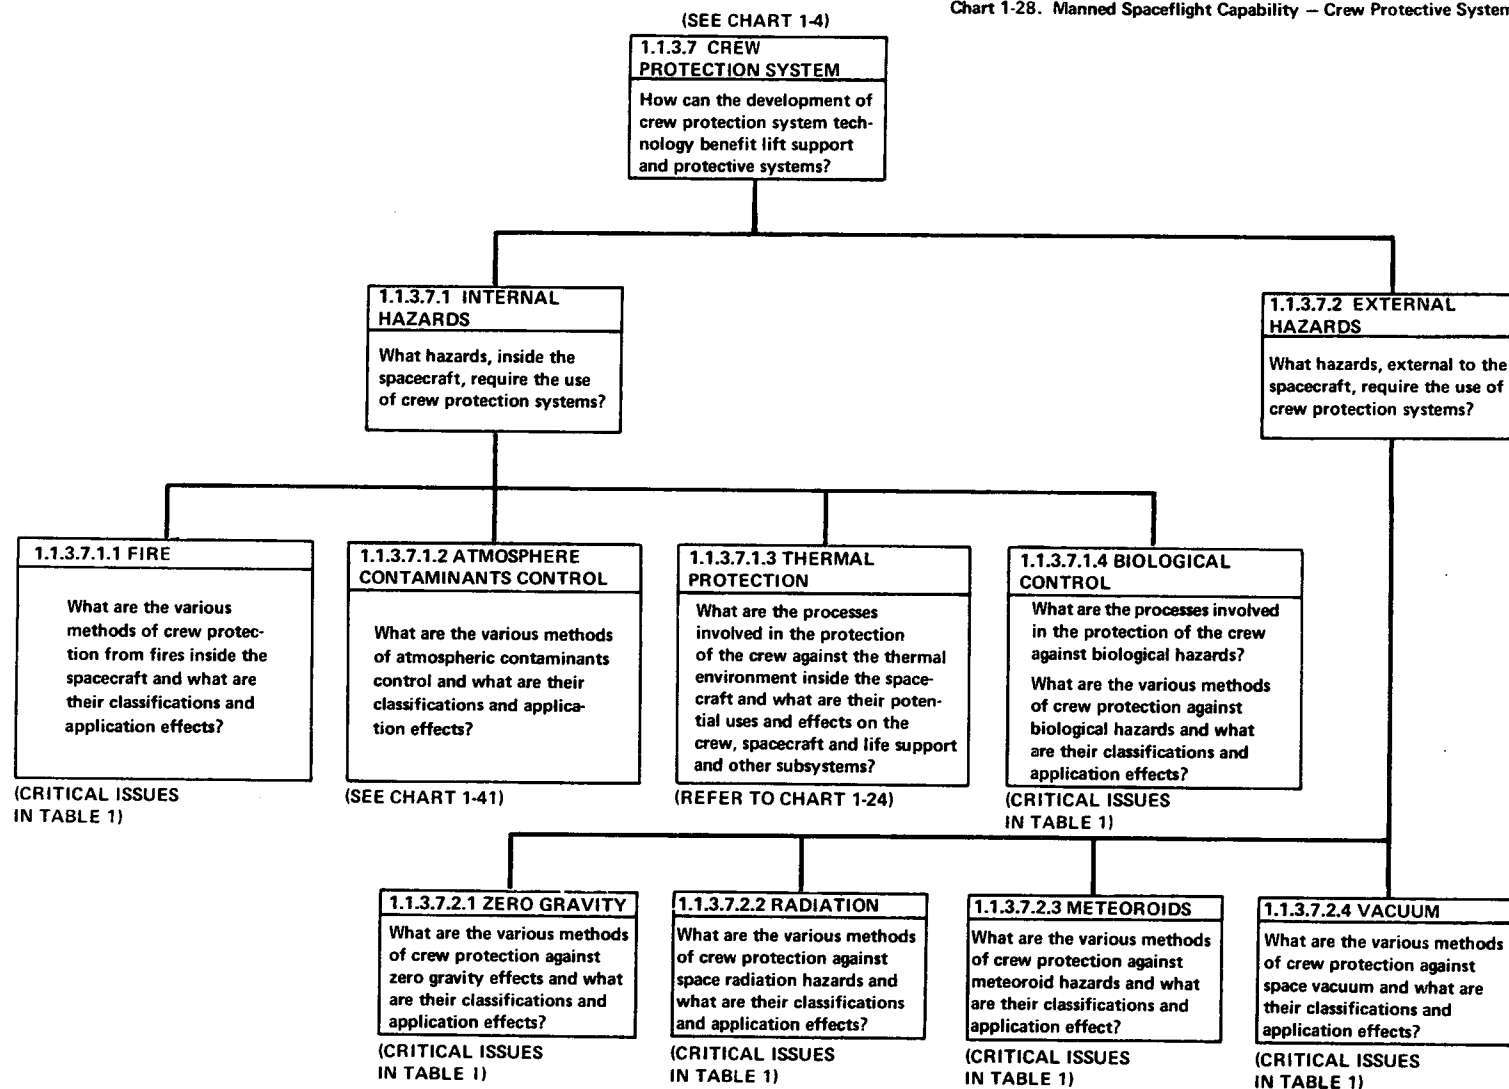 Chart 1-28. Manned Spaceflight Capability — Crew Protective System
(SEE CHART 1-4)
1.1.3.7 CREW
PROTECTION SYSTEM
How can the development of
crew protection system tech-
nology benefit lift support
and protective systems?
1.1.3.7.1 INTERNAL
HAZARDS
What hazards, inside the
spacecraft, require the use
of crew protection systems?
1.1.3.7.2 EXTERNAL
HAZARDS
What hazards, external to the
spacecraft, require the use of
crew protection systems?
1.1.3.7.1.1 FIRE
What are the various
methods of crew protec-
tion from fires inside the
spacecraft and what are
their classifications and
application effects?
(CRITICAL ISSUES
IN TABLE 1)
1.1.3.7.1.2 ATMOSPHERE
CONTAMINANTS CONTROL
What are the various methods
of atmospheric contaminants
control and what are their
classifications and applica-
tion effects?
(SEE CHART 1-41)
1.1.3.7.1.3 THERMAL
PROTECTION
What are the processes
involved in the protection
of the crew against the thermal
environment inside the space-
craft and what are their poten-
tial uses and effects on the
crew, spacecraft and life support
and other subsystems?
(REFER TO CHART 1-24)
1.1.3.7.1.4 BIOLOGICAL
CONTROL
What are the processes involved
in the protection of the crew
against biological hazards?
What are the various methods
of crew protection against
biological hazards and what
are their classifications and
application effects?
(CRITICAL ISSUES
IN TABLE 1)
1.1.3.7.2.1 ZERO GRAVITY
What are the various methods
of crew protection against
zero gravity effects and what
are their classifications and
application effects?
(CRITICAL ISSUES
IN TABLE 1)
1.1.3.7.2.2 RADIATION
What are the various methods
of crew protection against
space radiation hazards and
what are their classifications
and application effects?
(CRITICAL ISSUES
IN TABLE 1)
1.1.3.7.2.3 METEOROIDS
What are the various methods
of crew protection against
meteoroid hazards and what
are their classifications and
application effect?
(CRITICAL ISSUES
IN TABLE 1)
1.1.3.7.2.4 VACUUM
What are the various methods
of crew protection against
space vacuum and what are
their classifications and
application effects?
(CRITICAL ISSUES
IN TABLE 1)